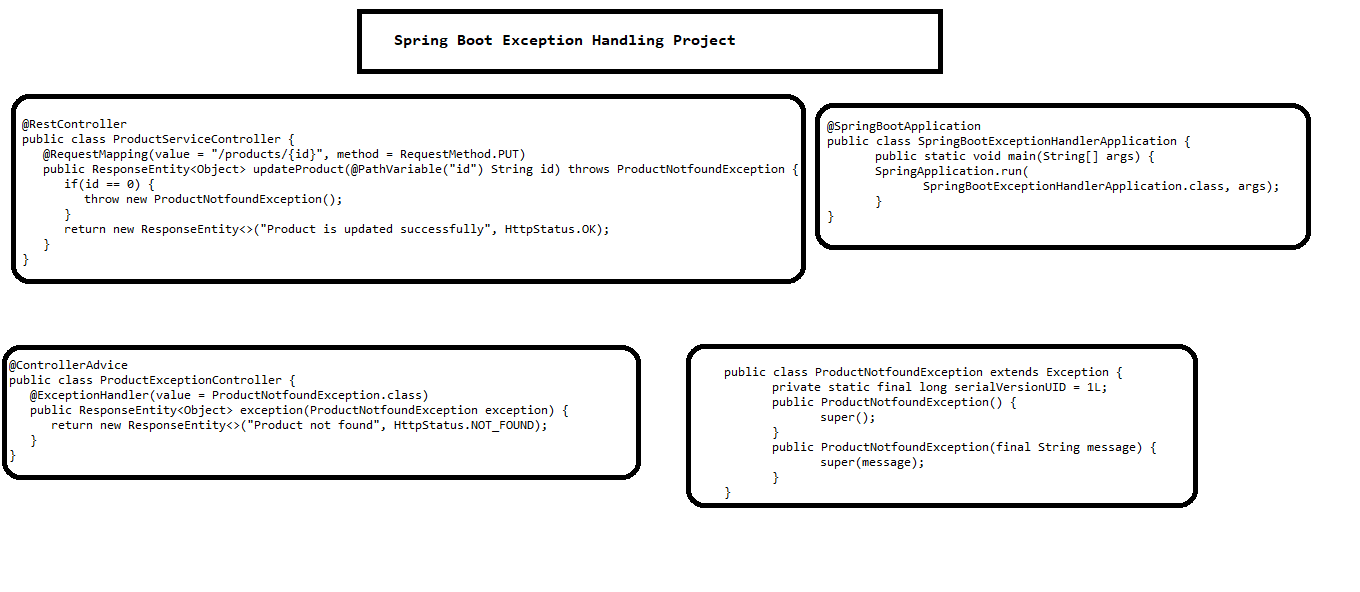 Spring Boot Exception Handling Project
@RestController
public class ProductServiceController {
@RequestMapping(value = "/products/{id}", method = RequestMethod.PUT)
public ResponseEntity<Object> updateProduct(@PathVariable("id") String id) throws ProductNotfoundException {
if(id == 0) {
throw new ProductNotfoundException();
}
return new ResponseEntity<>("Product is updated successfully", HttpStatus.OK);
}
}
@SpringBootApplication
public class SpringBootExceptionHandlerApplication {
public static void main(String[] args) {
SpringApplication.run(
SpringBootExceptionHandlerApplication.class, args);
}
}
@ControllerAdvice
public class ProductExceptionController {
@ExceptionHandler(value = ProductNotfoundException.class)
public ResponseEntity<Object> exception(ProductNotfoundException exception) {
return new ResponseEntity<>("Product not found", HttpStatus.NOT_FOUND);
}
}
public class ProductNotfoundException extends Exception {
private static final long serialVersionUID = 1L;
public ProductNotfoundException() {
super();
}
public ProductNotfoundException(final String message) {
super(message);
}
}